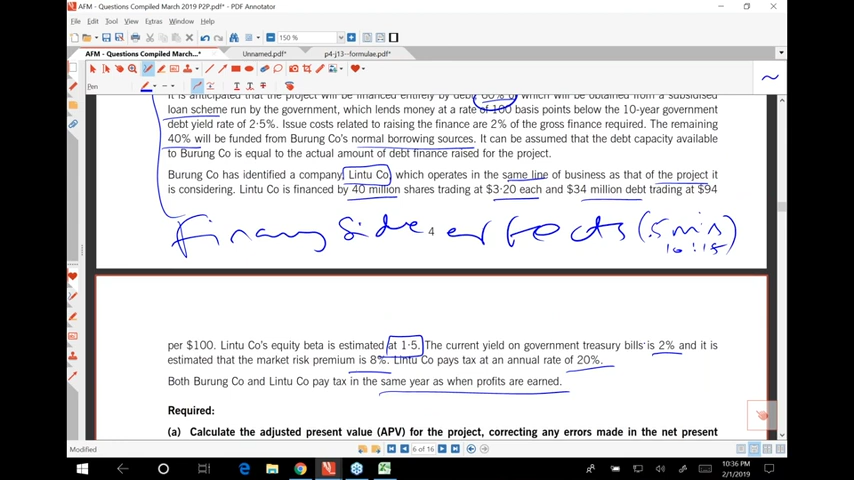 AFM - Questions Compiled March 2019 P2P.pdf* - PDF Annotator
File Edit Tool View Extras Window Help
150 %
AFM - Questions Compiled March...* Unnamed.pdf* p4-j13--formulae.pdf*
Pen
It is anticipated that the project will be financed entirely by debt, 60% of which will be obtained from a subsidised
loan scheme run by the government, which lends money at a rate of 100 basis points below the 10-year government
debt yield rate of 2·5%. Issue costs related to raising the finance are 2% of the gross finance required. The remaining
40% will be funded from Burung Co's normal borrowing sources. It can be assumed that the debt capacity available
to Burung Co is equal to the actual amount of debt finance raised for the project.
Burung Co has identified a company, Lintu Co, which operates in the same line of business as that of the project it
is considering. Lintu Co is financed by 40 million shares trading at $3·20 each and $34 million debt trading at $94
Financing Side effects (5 min
4
10:15)
per $100. Lintu Co's equity beta is estimated at 1·5. The current yield on government treasury bills is 2% and it is
estimated that the market risk premium is 8%. Lintu Co pays tax at an annual rate of 20%.
Both Burung Co and Lintu Co pay tax in the same year as when profits are earned.
Required:
(a) Calculate the adjusted present value (APV) for the project, correcting any errors made in the net present
Modified
6 of 16
10:36 PM
2/1/2019